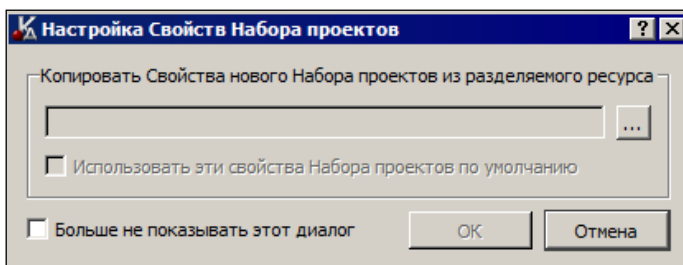 Настройка Свойств Набора проектов
Копировать Свойства нового Набора проектов из разделяемого ресурса
...
Использовать эти свойства Набора проектов по умолчанию
Больше не показывать этот диалог
OK
Отмена